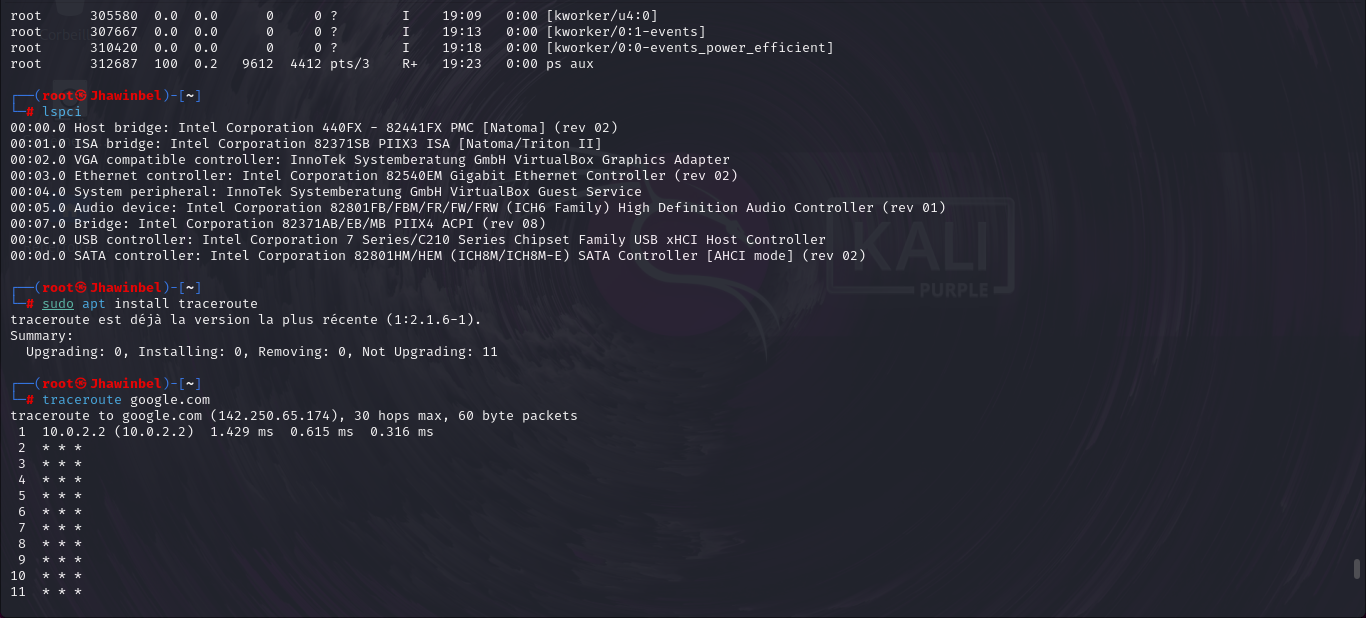 root      305580  0.0  0.0      0     0 ?        I    19:09   0:00 [kworker/u4:0]
root      307667  0.0  0.0      0     0 ?        I    19:13   0:00 [kworker/0:1-events]
root      310420  0.0  0.0      0     0 ?        I    19:18   0:00 [kworker/0:0-events_power_efficient]
root      312687  100  0.2   9612  4412 pts/3    R+   19:23   0:00 ps aux
┌──(root㉿Jhawinbel)-[~]
└─# lspci
00:00.0 Host bridge: Intel Corporation 440FX - 82441FX PMC [Natoma] (rev 02)
00:01.0 ISA bridge: Intel Corporation 82371SB PIIX3 ISA [Natoma/Triton II]
00:02.0 VGA compatible controller: InnoTek Systemberatung GmbH VirtualBox Graphics Adapter
00:03.0 Ethernet controller: Intel Corporation 82540EM Gigabit Ethernet Controller (rev 02)
00:04.0 System peripheral: InnoTek Systemberatung GmbH VirtualBox Guest Service
00:05.0 Audio device: Intel Corporation 82801FB/FBM/FR/FW/FRW (ICH6 Family) High Definition Audio Controller (rev 01)
00:07.0 Bridge: Intel Corporation 82371AB/EB/MB PIIX4 ACPI (rev 08)
00:0c.0 USB controller: Intel Corporation 7 Series/C210 Series Chipset Family USB xHCI Host Controller
00:0d.0 SATA controller: Intel Corporation 82801HM/HEM (ICH8M/ICH8M-E) SATA Controller [AHCI mode] (rev 02)
KALI
PURPLE
┌──(root㉿Jhawinbel)-[~]
└─# sudo apt install traceroute
traceroute est déjà la version la plus récente (1:2.1.6-1).
Summary:
  Upgrading: 0, Installing: 0, Removing: 0, Not Upgrading: 11
┌──(root㉿Jhawinbel)-[~]
└─# traceroute google.com
traceroute to google.com (142.250.65.174), 30 hops max, 60 byte packets
 1  10.0.2.2 (10.0.2.2)  1.429 ms  0.615 ms  0.316 ms
 2  * * *
 3  * * *
 4  * * *
 5  * * *
 6  * * *
 7  * * *
 8  * * *
 9  * * *
10  * * *
11  * * *